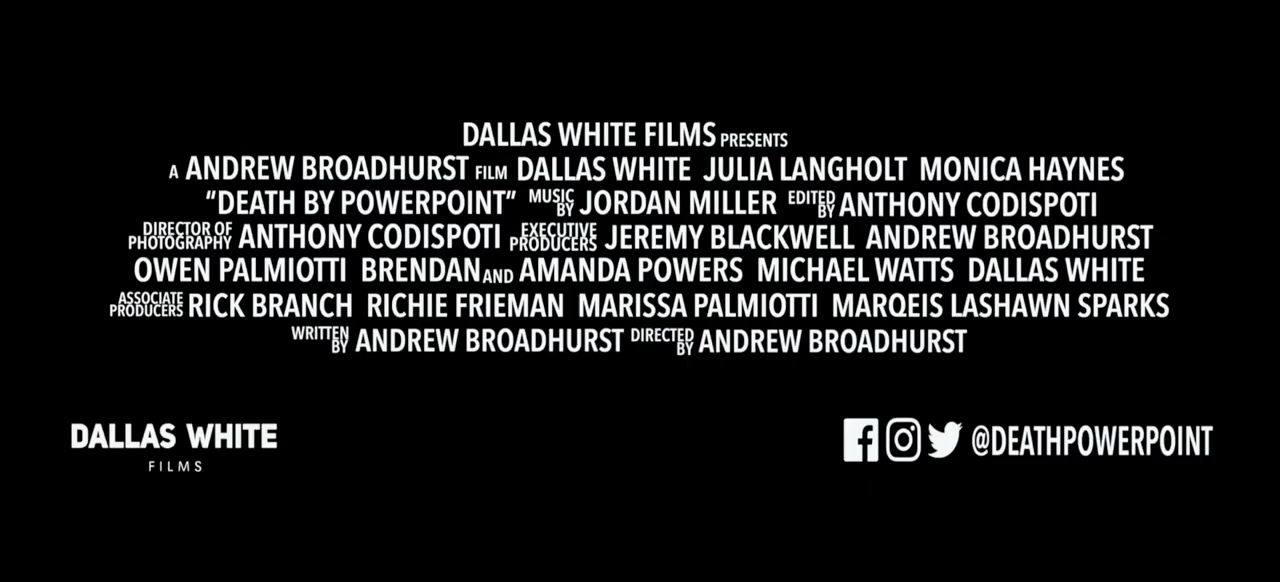 DALLAS WHITE FILMS PRESENTS
A ANDREW BROADHURST FILM DALLAS WHITE JULIA LANGHOLT MONICA HAYNES
“DEATH BY POWERPOINT” MUSIC BY JORDAN MILLER EDITED BY ANTHONY CODISPOTI
DIRECTOR OF PHOTOGRAPHY ANTHONY CODISPOTI EXECUTIVE PRODUCERS JEREMY BLACKWELL ANDREW BROADHURST
OWEN PALMIOTTI BRENDAN AND AMANDA POWERS MICHAEL WATTS DALLAS WHITE
ASSOCIATE PRODUCERS RICK BRANCH RICHIE FRIEMAN MARISSA PALMIOTTI MARQEIS LASHAWN SPARKS
WRITTEN BY ANDREW BROADHURST DIRECTED BY ANDREW BROADHURST
DALLAS WHITE
FILMS
@DEATHPOWERPOINT